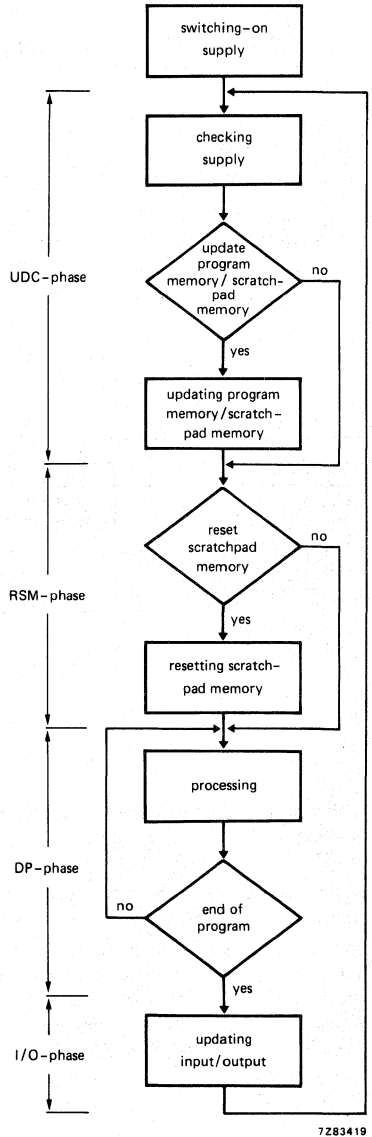 switching-on
supply
checking
supply
UDC-phase
update
program
memory/scratch-
pad
memory
no
yes
updating program
memory/scratch-
pad memory
reset
scratchpad
memory
no
RSM-phase
yes
resetting scratch-
pad memory
processing
DP-phase
no
end of
program
yes
I/O-phase
updating
input/output
7Z83419